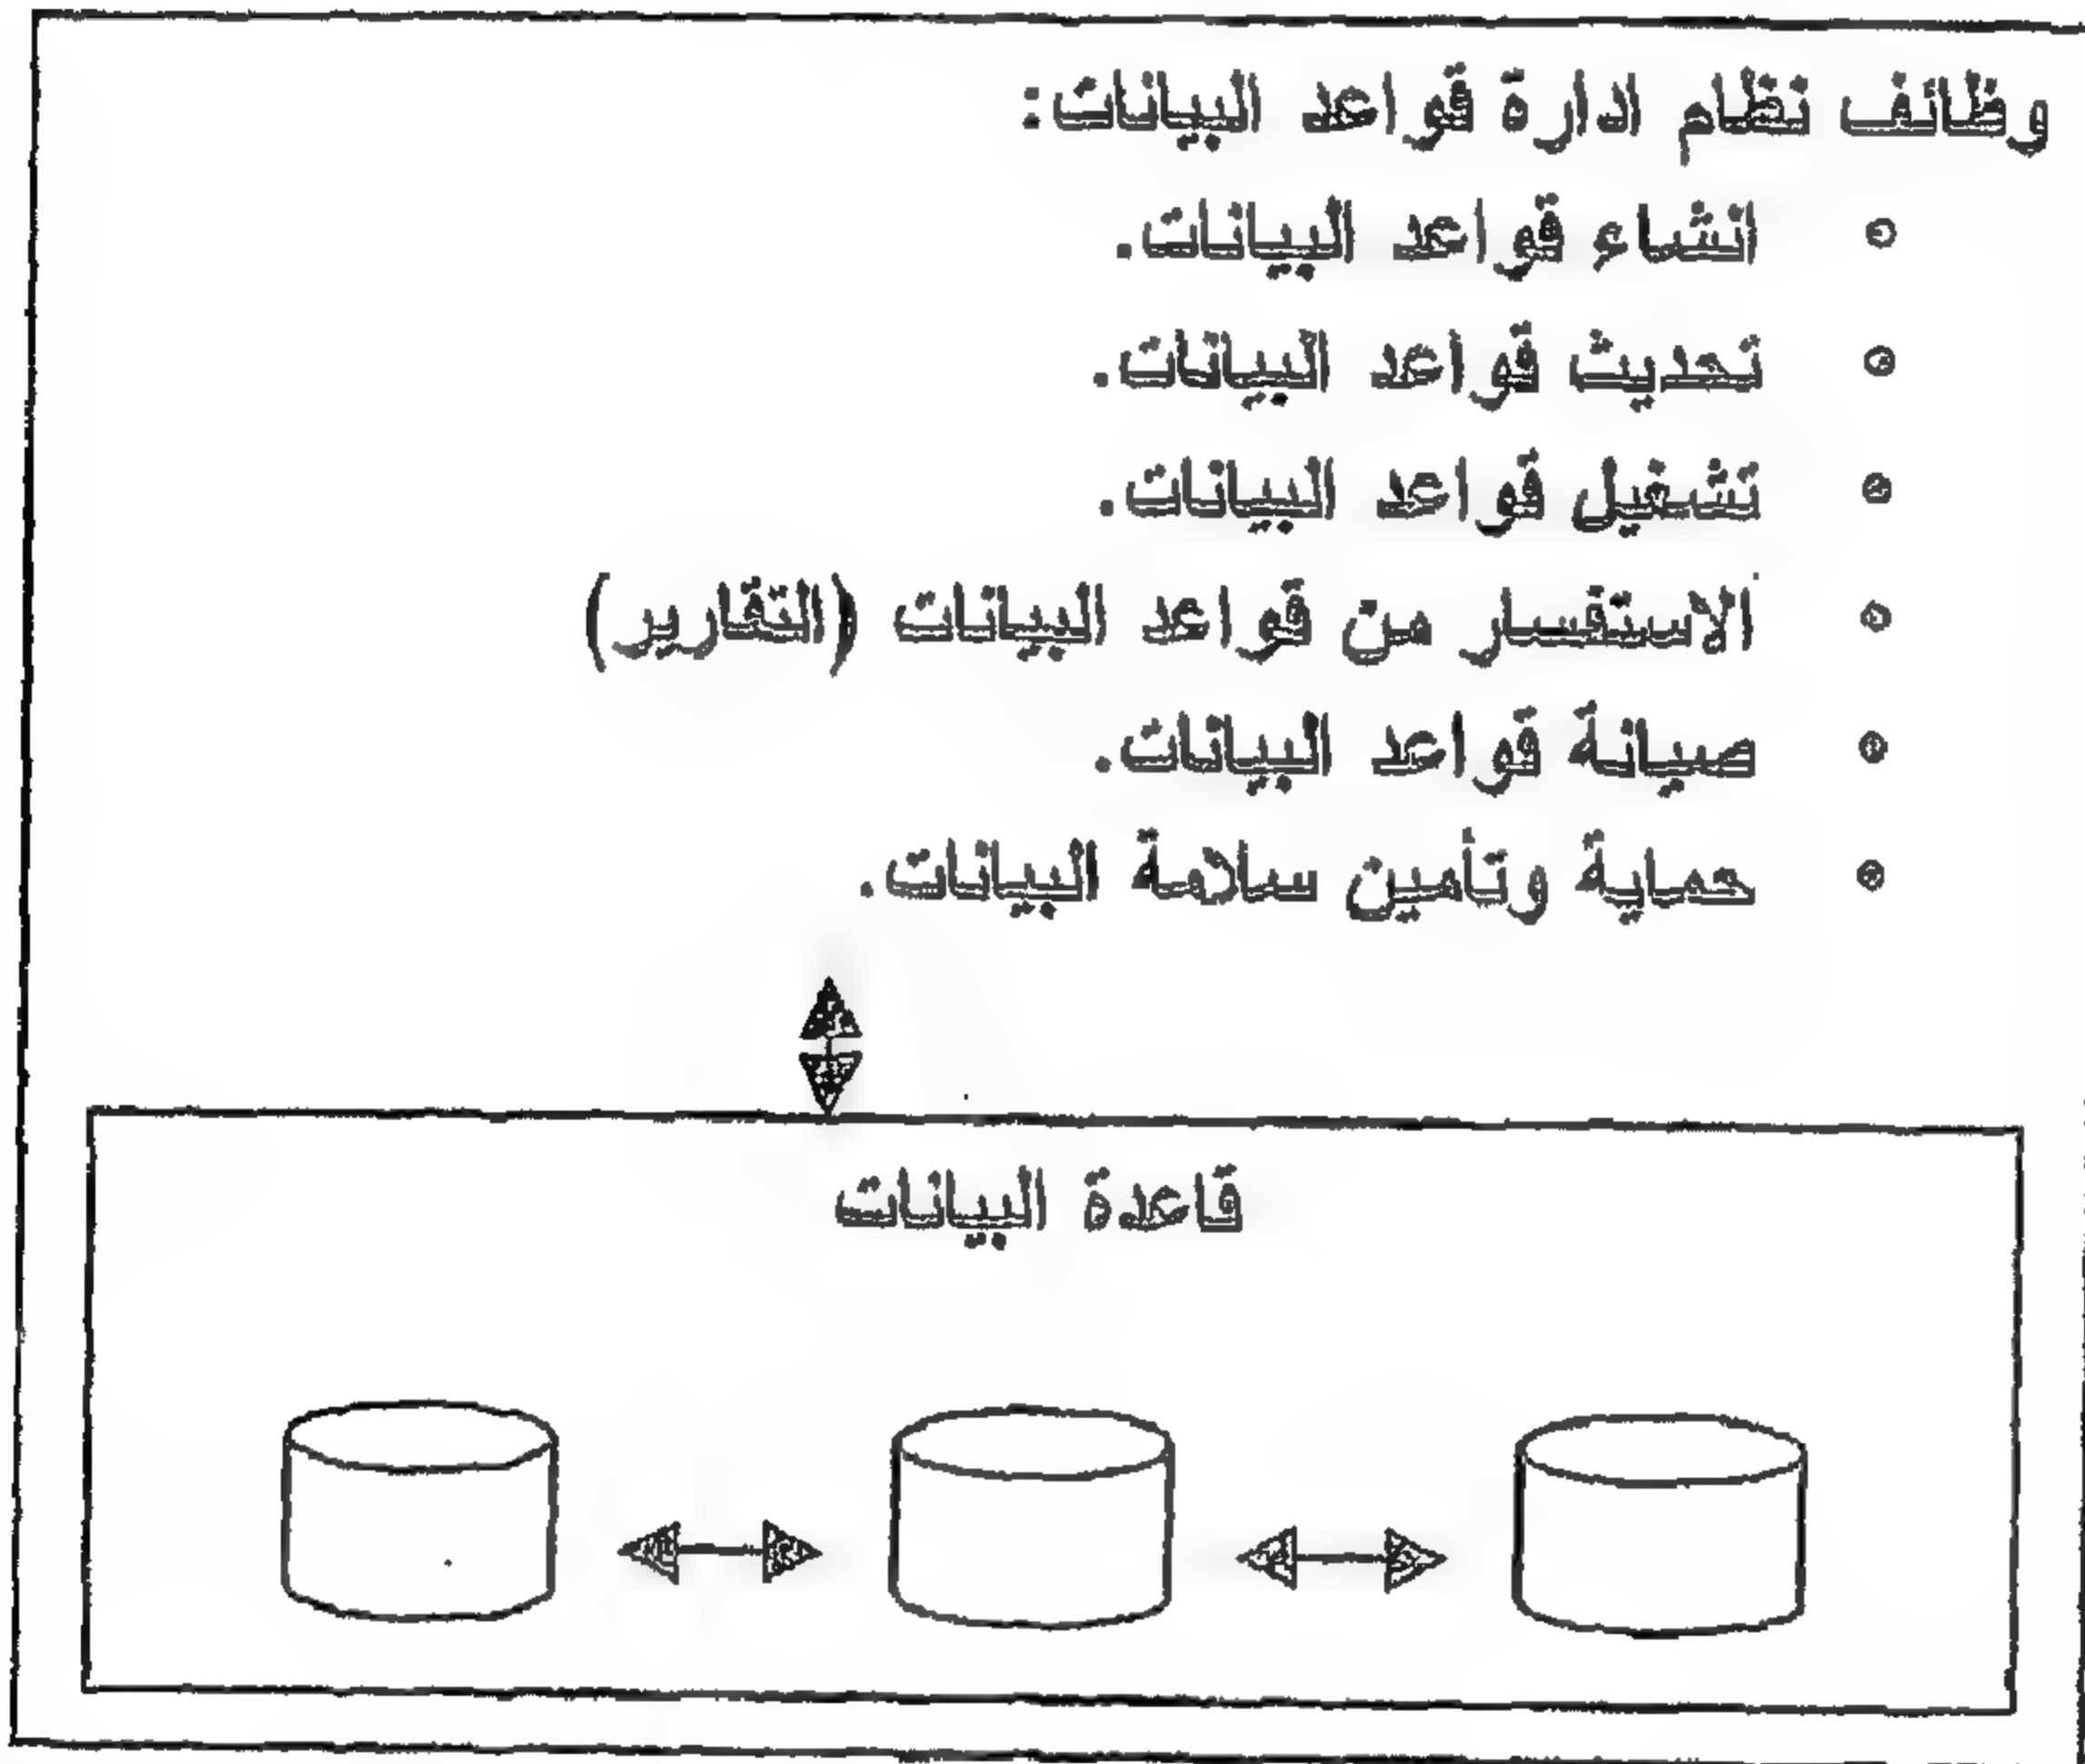 وظائف نظام ادارة قواعد البيانات:
• انشاء قواعد البيانات.
• تحديث قواعد البيانات.
• تشغيل قواعد البيانات.
• الاستفسار من قواعد البيانات (التقارير)
• صيانة قواعد البيانات.
• حماية وتأمين سلامة البيانات.
قاعدة البيانات